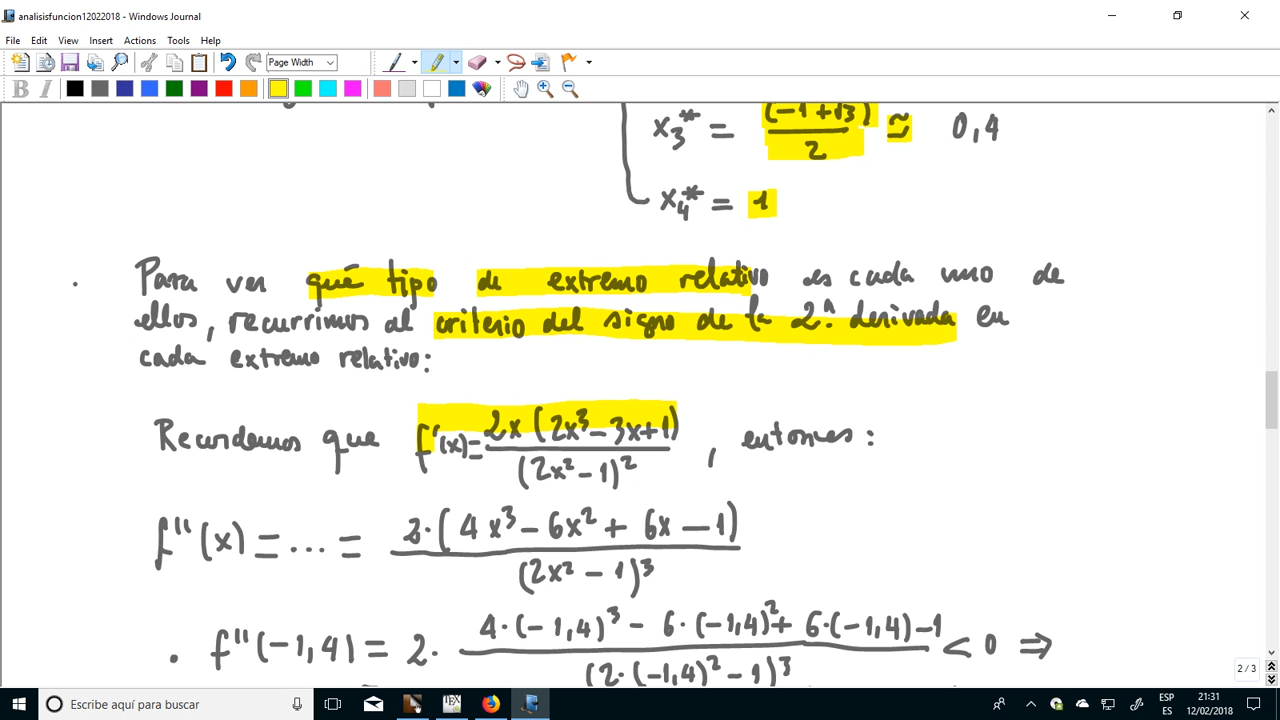 analisisfuncion12022018 - Windows Journal
File Edit View Insert Actions Tools Help
Page Width
B I
x₃* = (-1+√3)/2 ≃ 0,4
x₄* = 1
. Para ver qué tipo de extremo relativo es cada uno de
ellos, recurrimos al criterio del signo de la 2.ª derivada en
cada extremo relativo:
Recordemos que f'(x)= 2x(2x³-3x+1)/(2x²-1)², entonces:
f''(x) = ... = 2·(4x³-6x²+6x-1)/(2x²-1)³
. f''(-1,4) = 2· 4·(-1,4)³ - 6·(-1,4)² + 6·(-1,4)-1/(2·(-1,4)²-1)³ < 0 ⇒
2 / 3
Escribe aquí para buscar
ESP
ES
21:31
12/02/2018